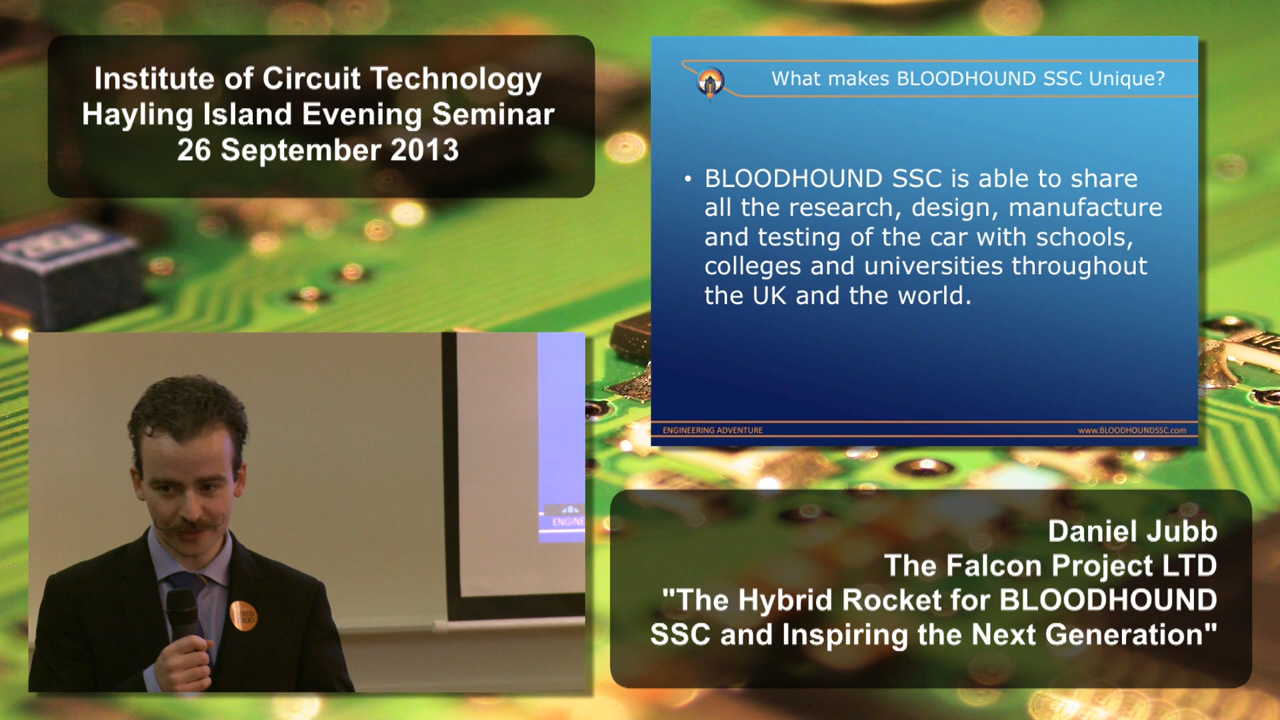 Institute of Circuit Technology
Hayling Island Evening Seminar
26 September 2013
What makes BLOODHOUND SSC Unique?
• BLOODHOUND SSC is able to share
all the research, design, manufacture
and testing of the car with schools,
colleges and universities throughout
the UK and the world.
ENGINEERING ADVENTURE
www.BLOODHOUNDSSC.com
ENGINE
Daniel Jubb
The Falcon Project LTD
"The Hybrid Rocket for BLOODHOUND
SSC and Inspiring the Next Generation"